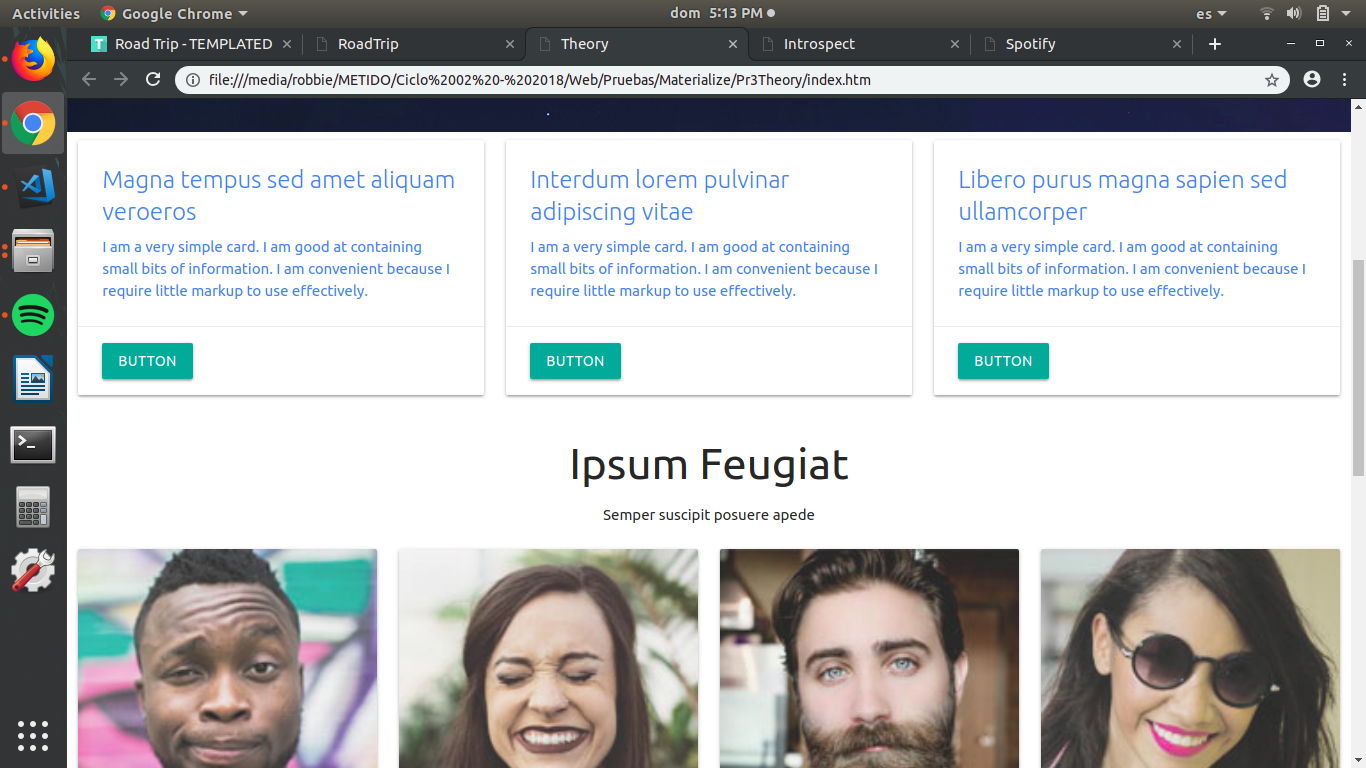 Activities Google Chrome dom 5:13 PM es
Road Trip - TEMPLATED RoadTrip Theory Introspect Spotify
file:///media/robbie/METIDO/Ciclo%2002%20-%202018/Web/Pruebas/Materialize/Pr3Theory/index.htm
Magna tempus sed amet aliquam
veroeros
I am a very simple card. I am good at containing
small bits of information. I am convenient because I
require little markup to use effectively.
BUTTON
Interdum lorem pulvinar
adipiscing vitae
I am a very simple card. I am good at containing
small bits of information. I am convenient because I
require little markup to use effectively.
BUTTON
Libero purus magna sapien sed
ullamcorper
I am a very simple card. I am good at containing
small bits of information. I am convenient because I
require little markup to use effectively.
BUTTON
Ipsum Feugiat
Semper suscipit posuere apede